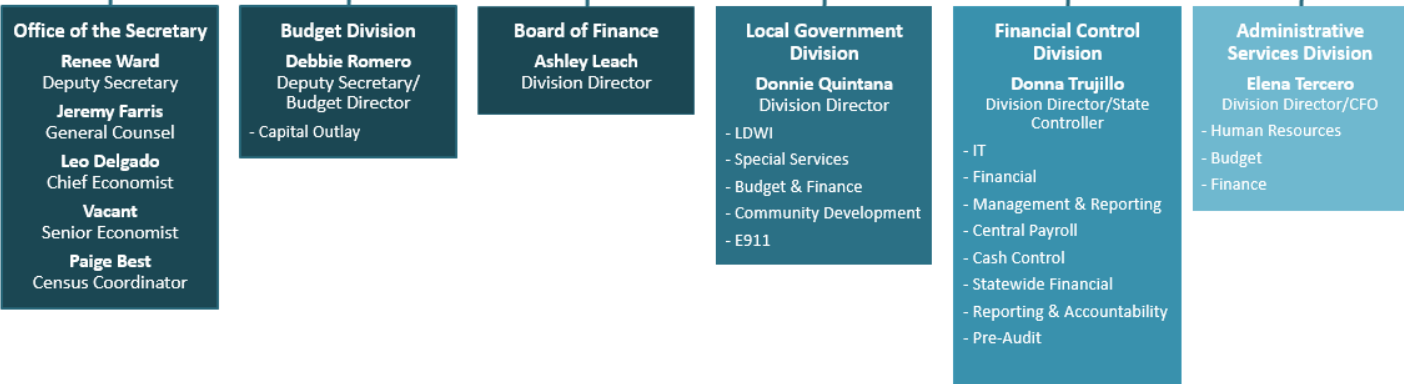 Office of the Secretary
Renee Ward
Deputy Secretary
Jeremy Farris
General Counsel
Leo Delgado
Chief Economist
Vacant
Senior Economist
Paige Best
Census Coordinator
Budget Division
Debbie Romero
Deputy Secretary/
Budget Director
- Capital Outlay
Board of Finance
Ashley Leach
Division Director
Local Government
Division
Donnie Quintana
Division Director
- LDWI
- Special Services
- Budget & Finance
- Community Development
- E911
Financial Control
Division
Donna Trujillo
Division Director/State
Controller
- IT
- Financial
- Management & Reporting
- Central Payroll
- Cash Control
- Statewide Financial
- Reporting & Accountability
- Pre-Audit
Administrative
Services Division
Elena Tercero
Division Director/CFO
- Human Resources
- Budget
- Finance